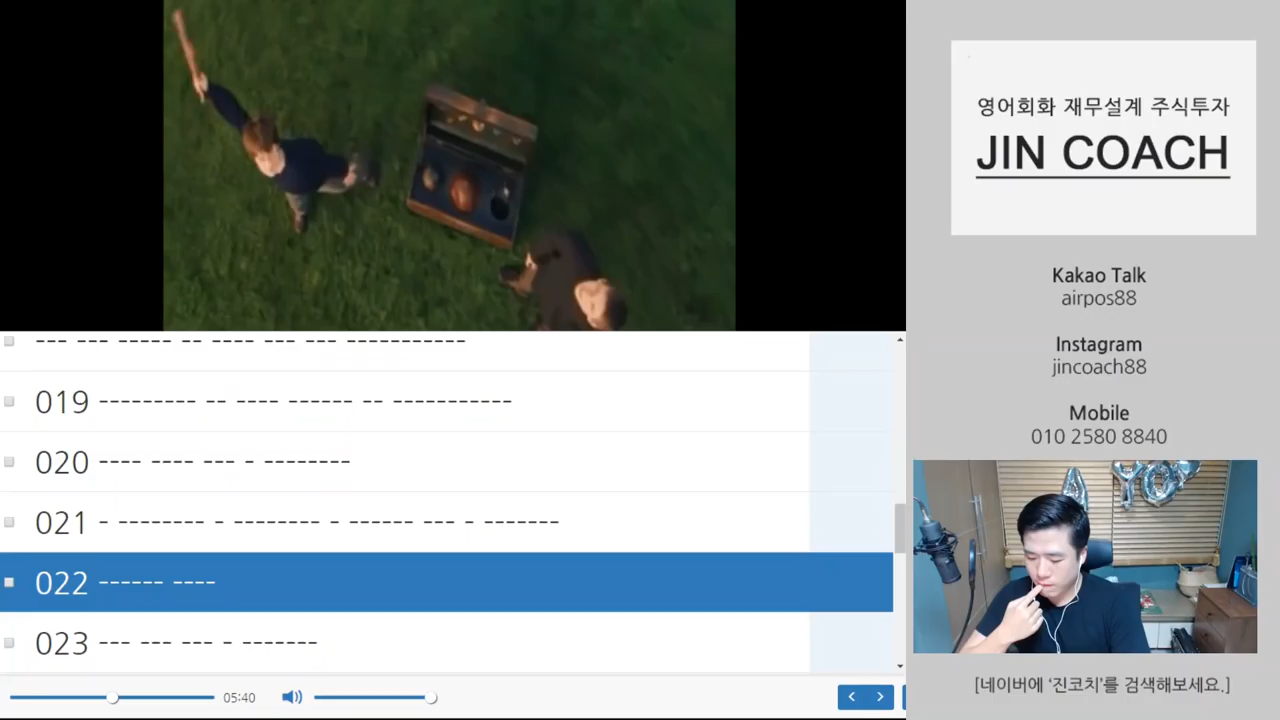 영어회화 재무설계 주식투자
JIN COACH
Kakao Talk
airpos88
Instagram
jincoach88
Mobile
010 2580 8840
[네이버에 '진코치'를 검색해보세요.]
--- --- ----- -- ---- --- --- -----------
019 --------- -- ---- ------ -- -----------
020 ---- ---- --- - --------
021 - -------- - -------- - ------ --- - -------
022 ------ ----
023 --- --- --- - -------
05:40